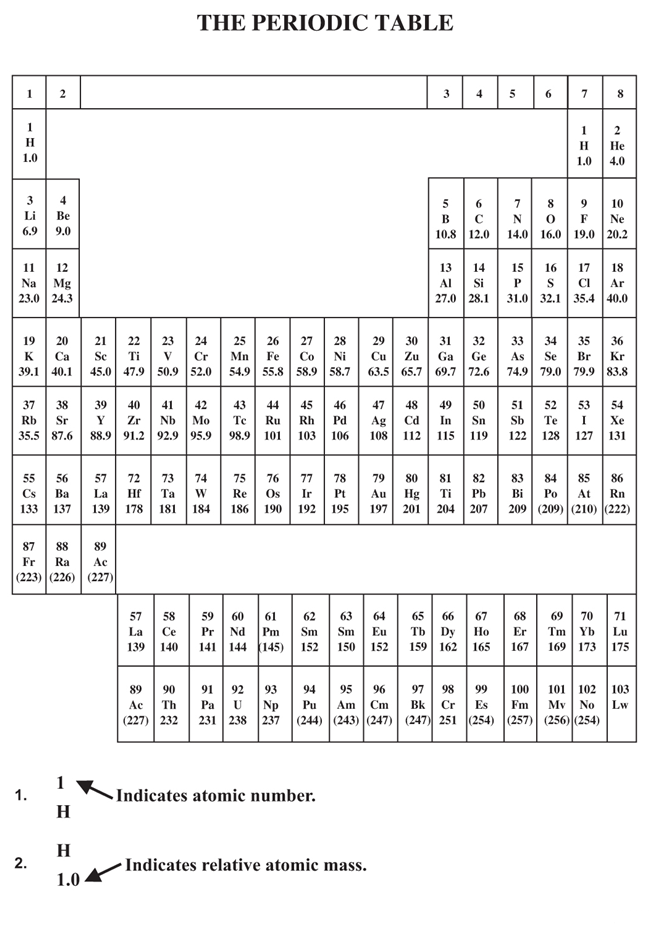 THE PERIODIC TABLE
1 2 3 4 5 6 7 8
1 1 2
H H He
1.0 1.0 4.0
3 4 5 6 7 8 9 10
Li Be B C N O F Ne
6.9 9.0 10.8 12.0 14.0 16.0 19.0 20.2
11 12 13 14 15 16 17 18
Na Mg Al Si P S Cl Ar
23.0 24.3 27.0 28.1 31.0 32.1 35.4 40.0
19 20 21 22 23 24 25 26 27 28 29 30 31 32 33 34 35 36
K Ca Sc Ti V Cr Mn Fe Co Ni Cu Zu Ga Ge As Se Br Kr
39.1 40.1 45.0 47.9 50.9 52.0 54.9 55.8 58.9 58.7 63.5 65.7 69.7 72.6 74.9 79.0 79.9 83.8
37 38 39 40 41 42 43 44 45 46 47 48 49 50 51 52 53 54
Rb Sr Y Zr Nb Mo Tc Ru Rh Pd Ag Cd In Sn Sb Te I Xe
35.5 87.6 88.9 91.2 92.9 95.9 98.9 101 103 106 108 112 115 119 122 128 127 131
55 56 57 72 73 74 75 76 77 78 79 80 81 82 83 84 85 86
Cs Ba La Hf Ta W Re Os Ir Pt Au Hg Ti Pb Bi Po At Rn
133 137 139 178 181 184 186 190 192 195 197 201 204 207 209 (209) (210) (222)
87 88 89
Fr Ra Ac
(223) (226) (227)
57 58 59 60 61 62 63 64 65 66 67 68 69 70 71
La Ce Pr Nd Pm Sm Sm Eu Tb Dy Ho Er Tm Yb Lu
139 140 141 144 (145) 152 150 152 159 162 165 167 169 173 175
89 90 91 92 93 94 95 96 97 98 99 100 101 102 103
Ac Th Pa U Np Pu Am Cm Bk Cr Es Fm Mv No Lw
(227) 232 231 238 237 (244) (243) (247) (247) 251 (254) (257) (256) (254)
1. 1 Indicates atomic number.
H
2. H
1.0 Indicates relative atomic mass.